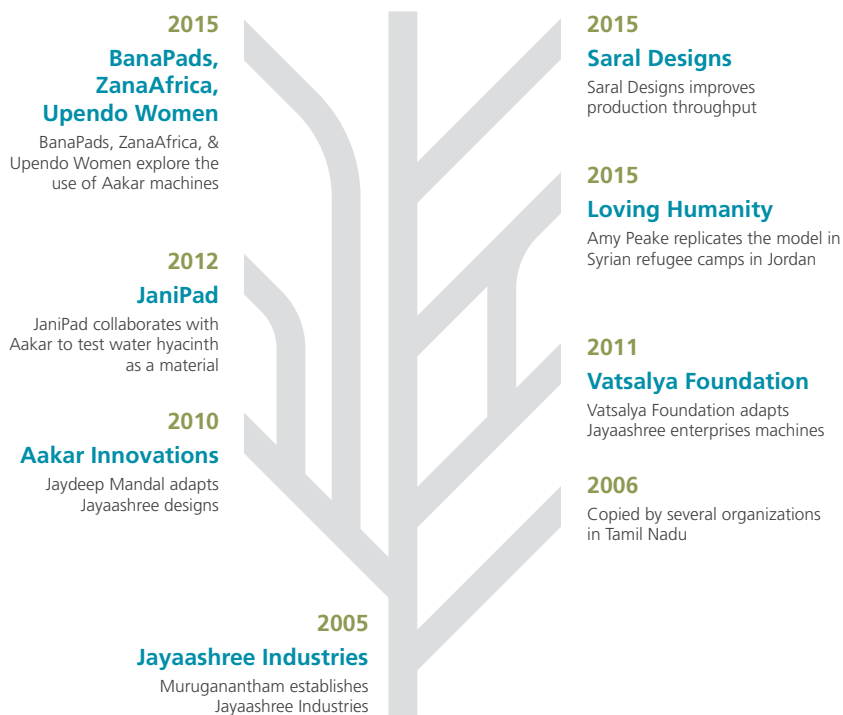 2015
BanaPads,
ZanaAfrica,
Upendo Women
BanaPads, ZanaAfrica, &
Upendo Women explore the
use of Aakar machines
2012
JaniPad
JaniPad collaborates with
Aakar to test water hyacinth
as a material
2010
Aakar Innovations
Jaydeep Mandal adapts
Jayaashree designs
2005
Jayaashree Industries
Muruganantham establishes
Jayaashree Industries
2015
Saral Designs
Saral Designs improves
production throughput
2015
Loving Humanity
Amy Peake replicates the model in
Syrian refugee camps in Jordan
2011
Vatsalya Foundation
Vatsalya Foundation adapts
Jayaashree enterprises machines
2006
Copied by several organizations
in Tamil Nadu